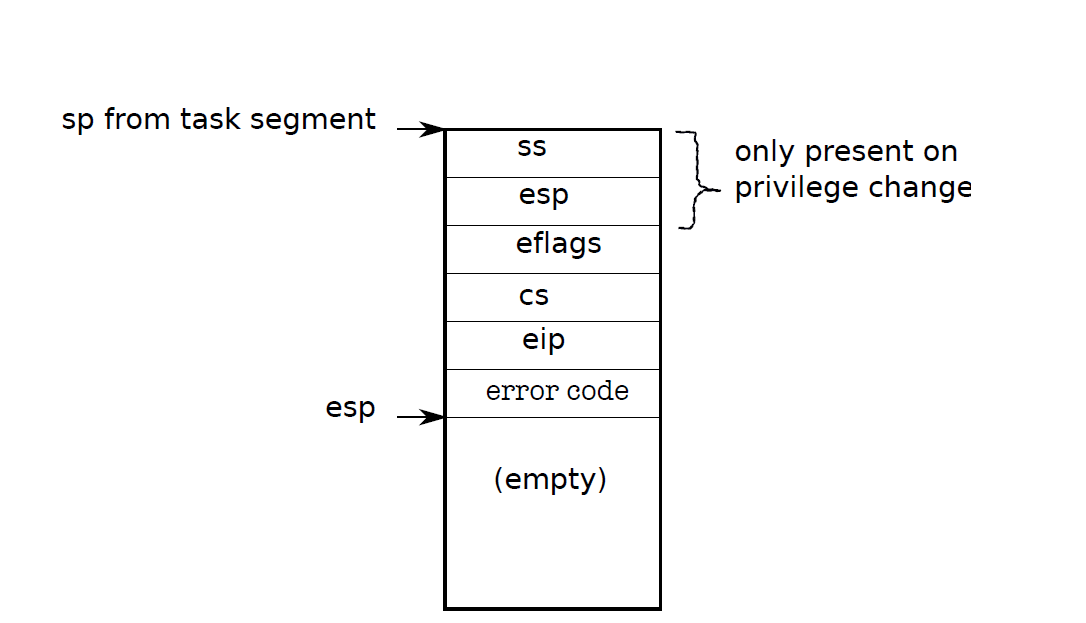 sp from task segment
ss
only present on
privilege change
esp
eflags
cs
eip
error code
esp
(empty)